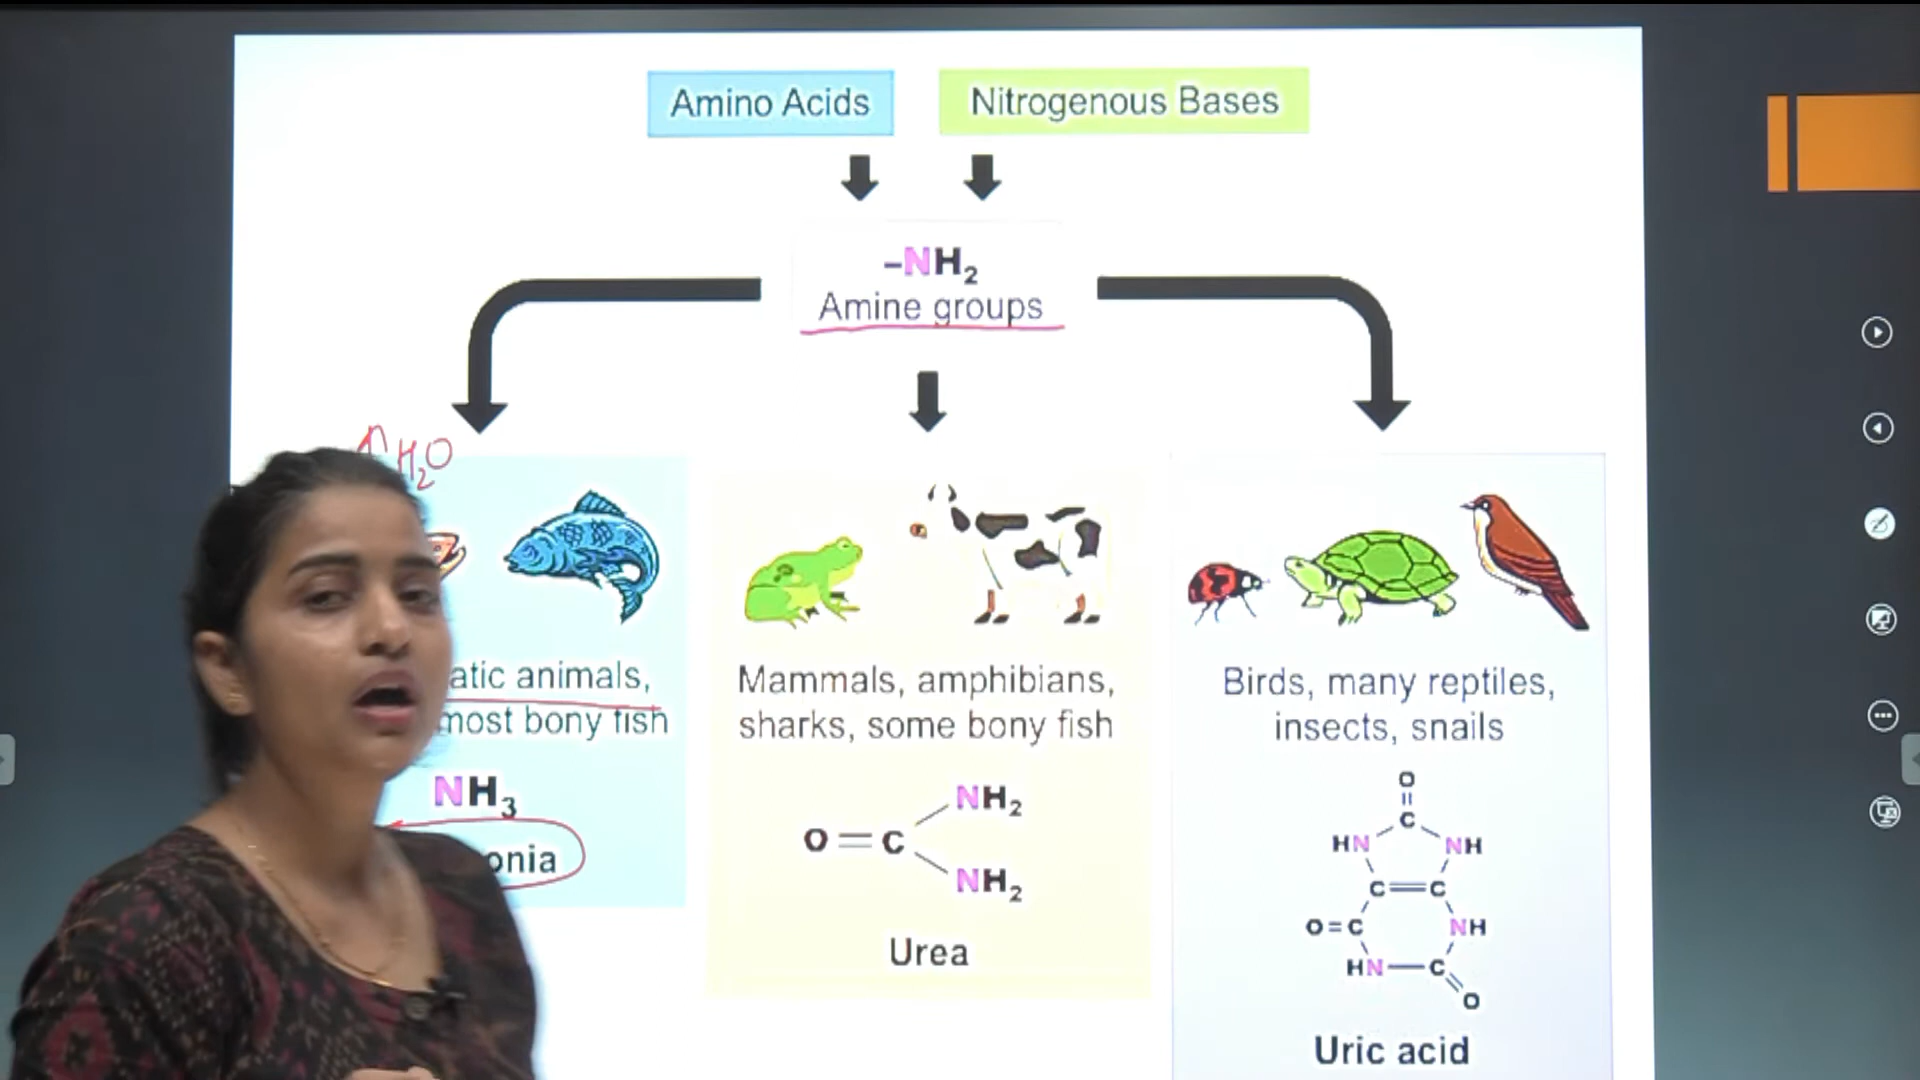 Amino Acids
Nitrogenous Bases
–NH₂
Amine groups
H₂O
atic animals,
most bony fish
NH₃
onia
Mammals, amphibians,
sharks, some bony fish
O=C
NH₂
NH₂
Urea
Birds, many reptiles,
insects, snails
O
C
HN NH
C=C
O=C NH
HN—C
O
Uric acid